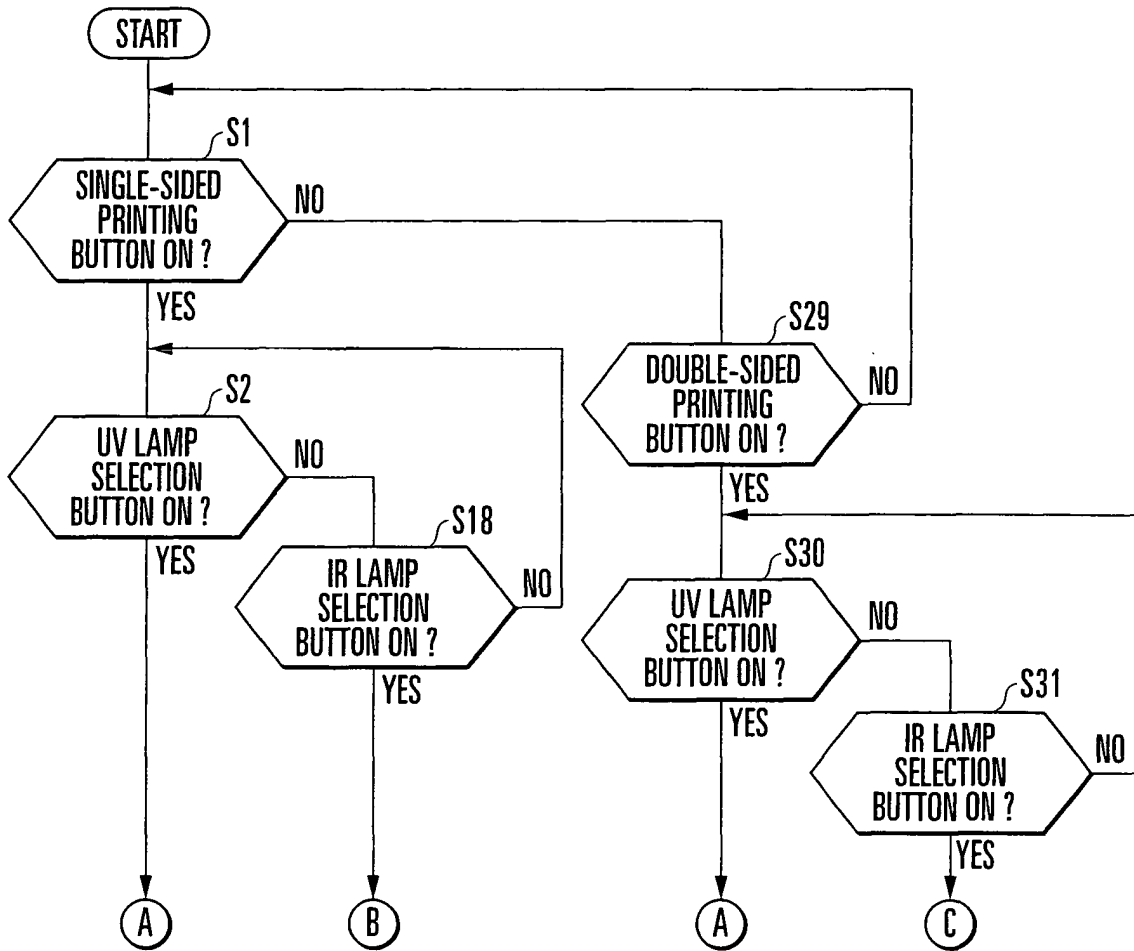 START
S1
SINGLE-SIDED
PRINTING
BUTTON ON ?
NO
YES
S29
DOUBLE-SIDED
PRINTING
BUTTON ON ?
NO
YES
S2
UV LAMP
SELECTION
BUTTON ON ?
NO
YES
S18
IR LAMP
SELECTION
BUTTON ON ?
NO
YES
S30
UV LAMP
SELECTION
BUTTON ON ?
NO
YES
S31
IR LAMP
SELECTION
BUTTON ON ?
NO
YES
A
B
A
C